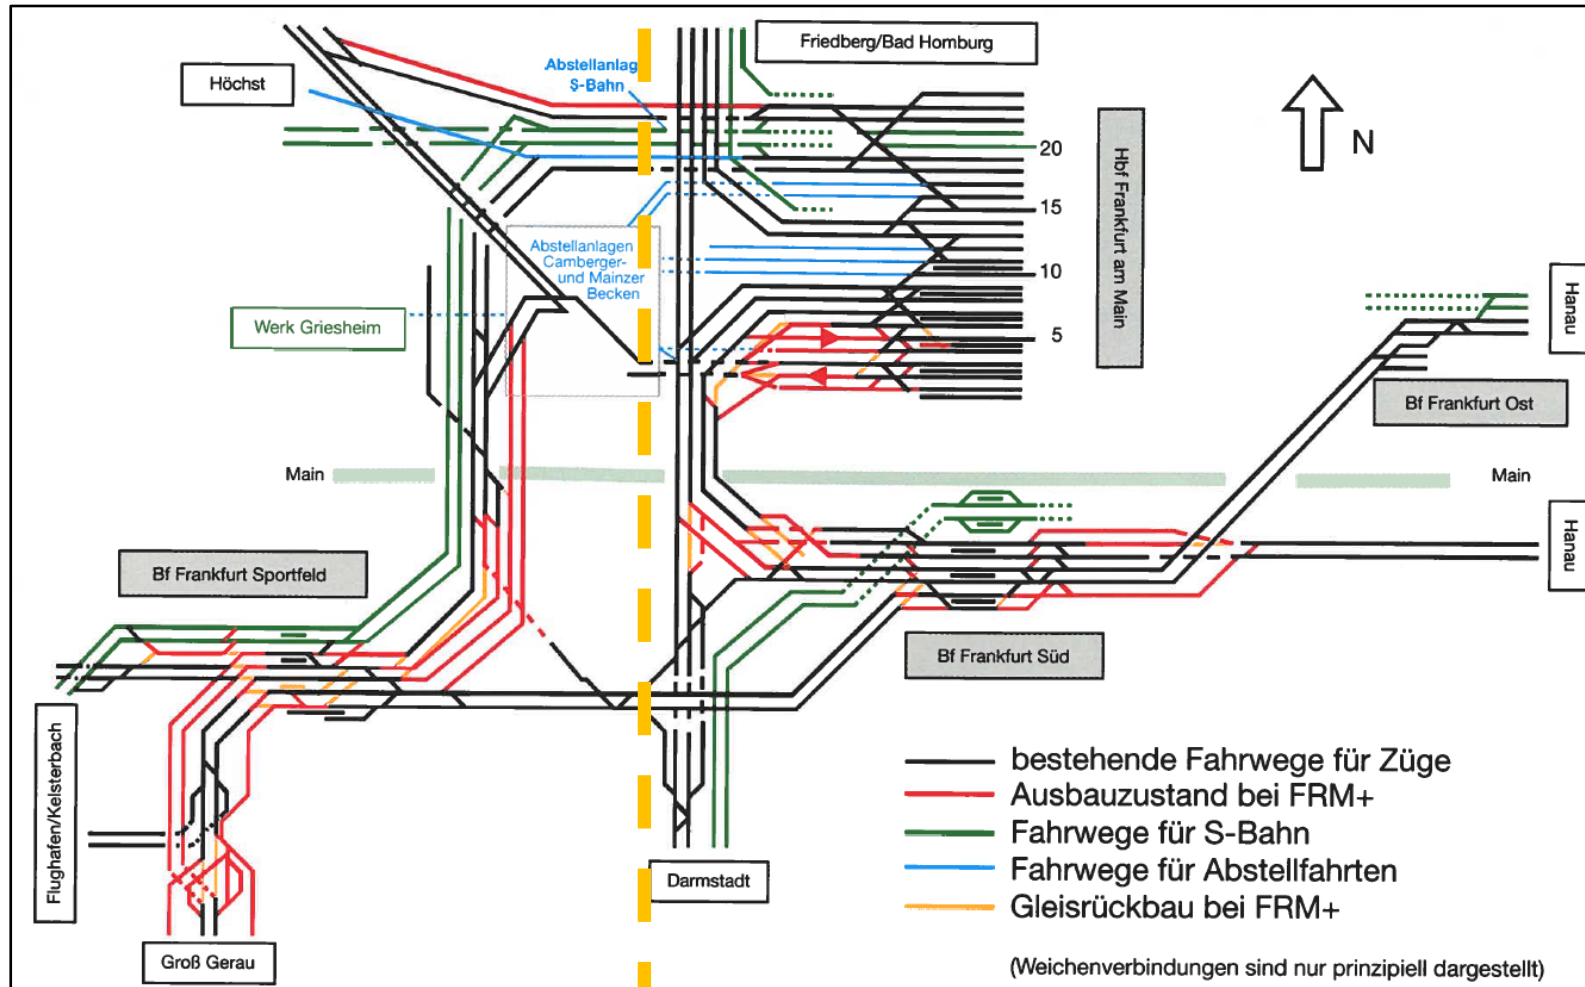 Friedberg/Bad Homburg
Höchst
Abstellanlag
S-Bahn
N
20
15
10
5
Hbf Frankfurt am Main
Abstellanlagen
Camberger-
und Mainzer
Becken
Werk Griesheim
Hanau
Bf Frankfurt Ost
Main
Main
Hanau
Bf Frankfurt Sportfeld
Bf Frankfurt Süd
Flughafen/Kelsterbach
Darmstadt
Groß Gerau
bestehende Fahrwege für Züge
Ausbauzustand bei FRM+
Fahrwege für S-Bahn
Fahrwege für Abstellfahrten
Gleisrückbau bei FRM+
(Weichenverbindungen sind nur prinzipiell dargestellt)